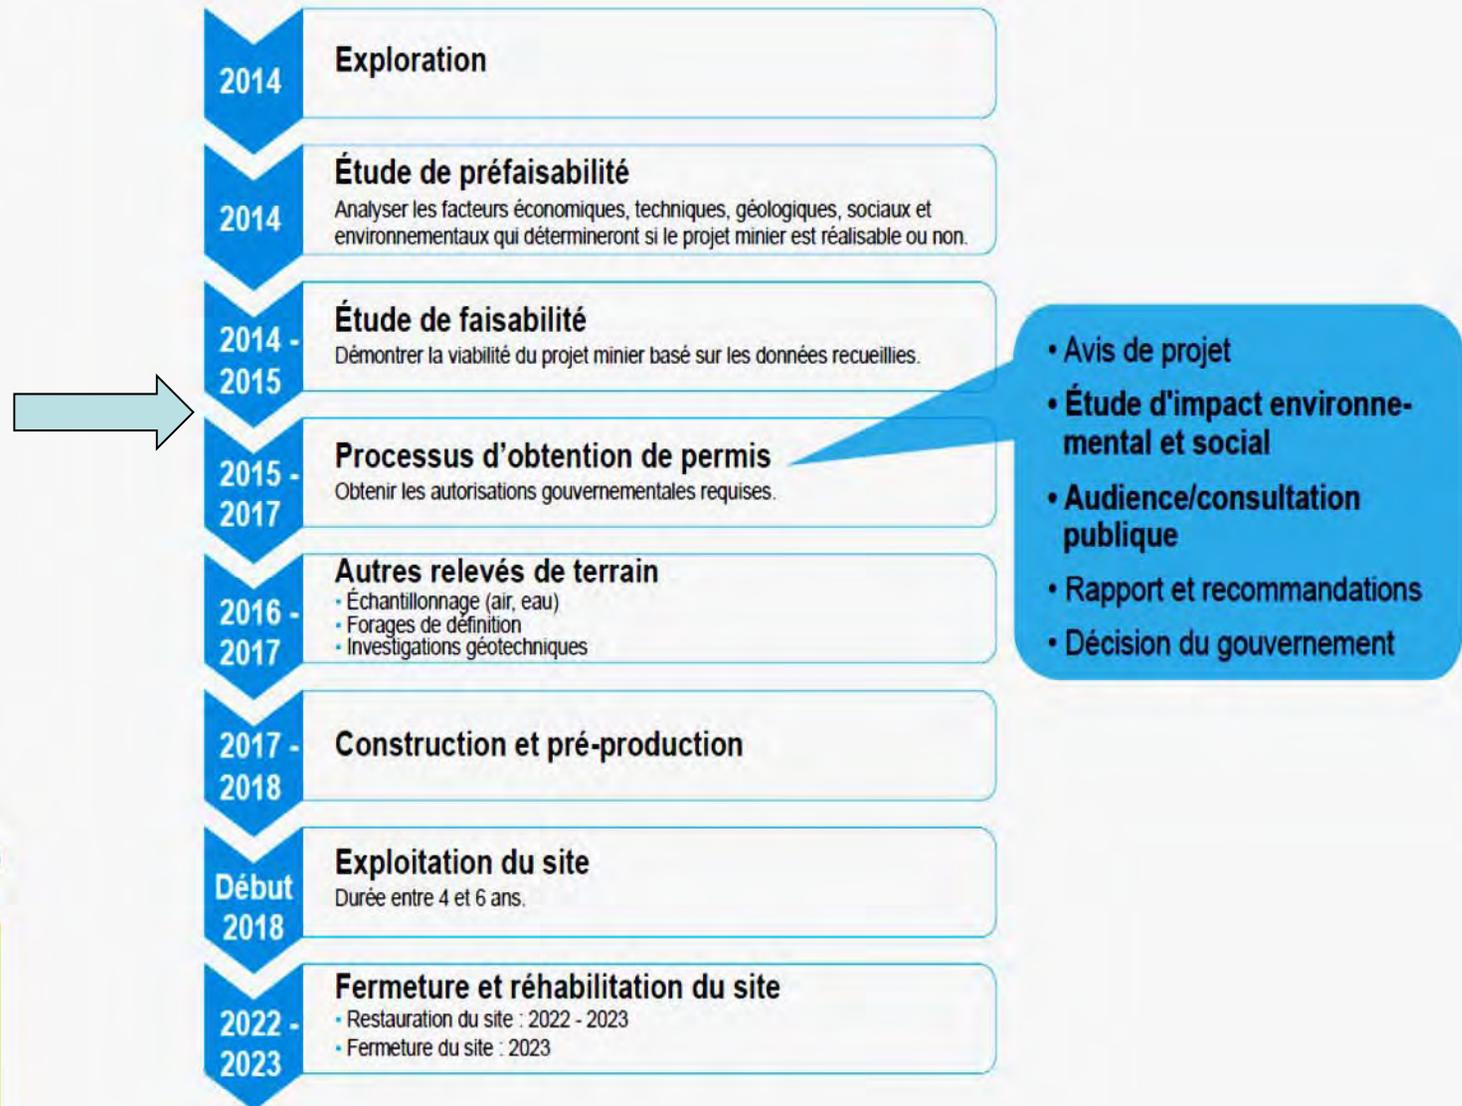 2014
Exploration
2014
Étude de préfaisabilité
Analyser les facteurs économiques, techniques, géologiques, sociaux et
environnementaux qui détermineront si le projet minier est réalisable ou non.
2014 -
2015
Étude de faisabilité
Démontrer la viabilité du projet minier basé sur les données recueillies.
2015 -
2017
Processus d'obtention de permis
Obtenir les autorisations gouvernementales requises.
• Avis de projet
• Étude d'impact environne-
mental et social
• Audience/consultation
publique
• Rapport et recommandations
• Décision du gouvernement
2016 -
2017
Autres relevés de terrain
• Échantillonnage (air, eau)
• Forages de définition
• Investigations géotechniques
2017 -
2018
Construction et pré-production
Début
2018
Exploitation du site
Durée entre 4 et 6 ans.
2022 -
2023
Fermeture et réhabilitation du site
• Restauration du site : 2022 - 2023
• Fermeture du site : 2023